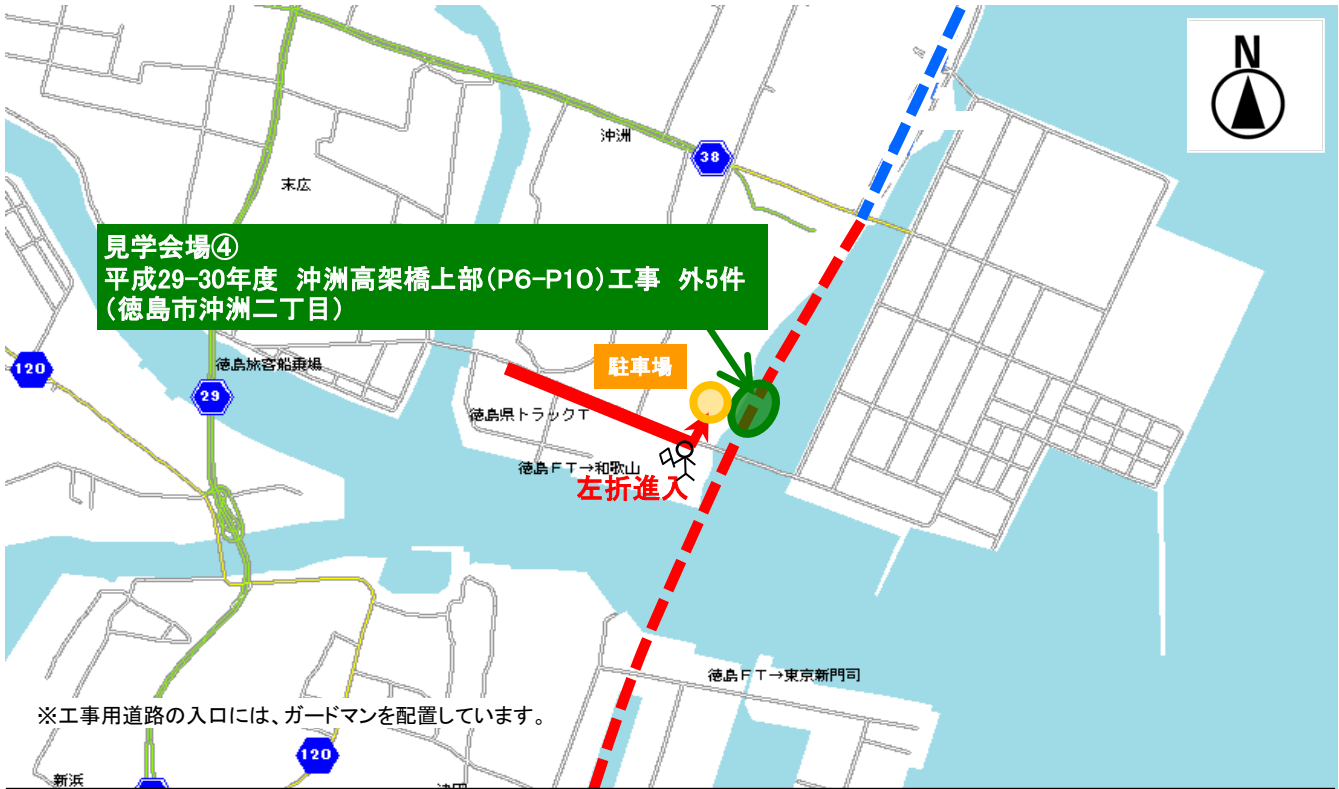 N
沖洲
38
末広
見学会場④
平成29-30年度 沖洲高架橋上部(P6-P10)工事 外5件
(徳島市沖洲二丁目)
徳島旅客船乗場
駐車場
120
29
徳島県トラックT
徳島FT→和歌山
左折進入
徳島FT→東京新門司
※工事用道路の入口には、ガードマンを配置しています。
120
新浜